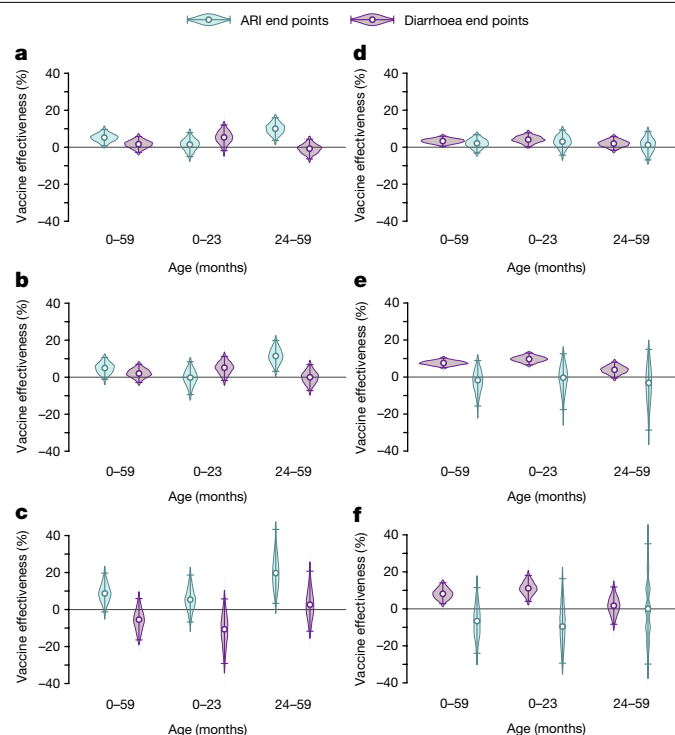 ARI end points Diarrhoea end points
a
Vaccine effectiveness (%)
40
20
0
−20
−40
0–59 0–23 24–59
Age (months)
d
Vaccine effectiveness (%)
40
20
0
−20
−40
0–59 0–23 24–59
Age (months)
b
Vaccine effectiveness (%)
40
20
0
−20
−40
0–59 0–23 24–59
Age (months)
e
Vaccine effectiveness (%)
40
20
0
−20
−40
0–59 0–23 24–59
Age (months)
c
Vaccine effectiveness (%)
40
20
0
−20
−40
0–59 0–23 24–59
Age (months)
f
Vaccine effectiveness (%)
40
20
0
−20
−40
0–59 0–23 24–59
Age (months)